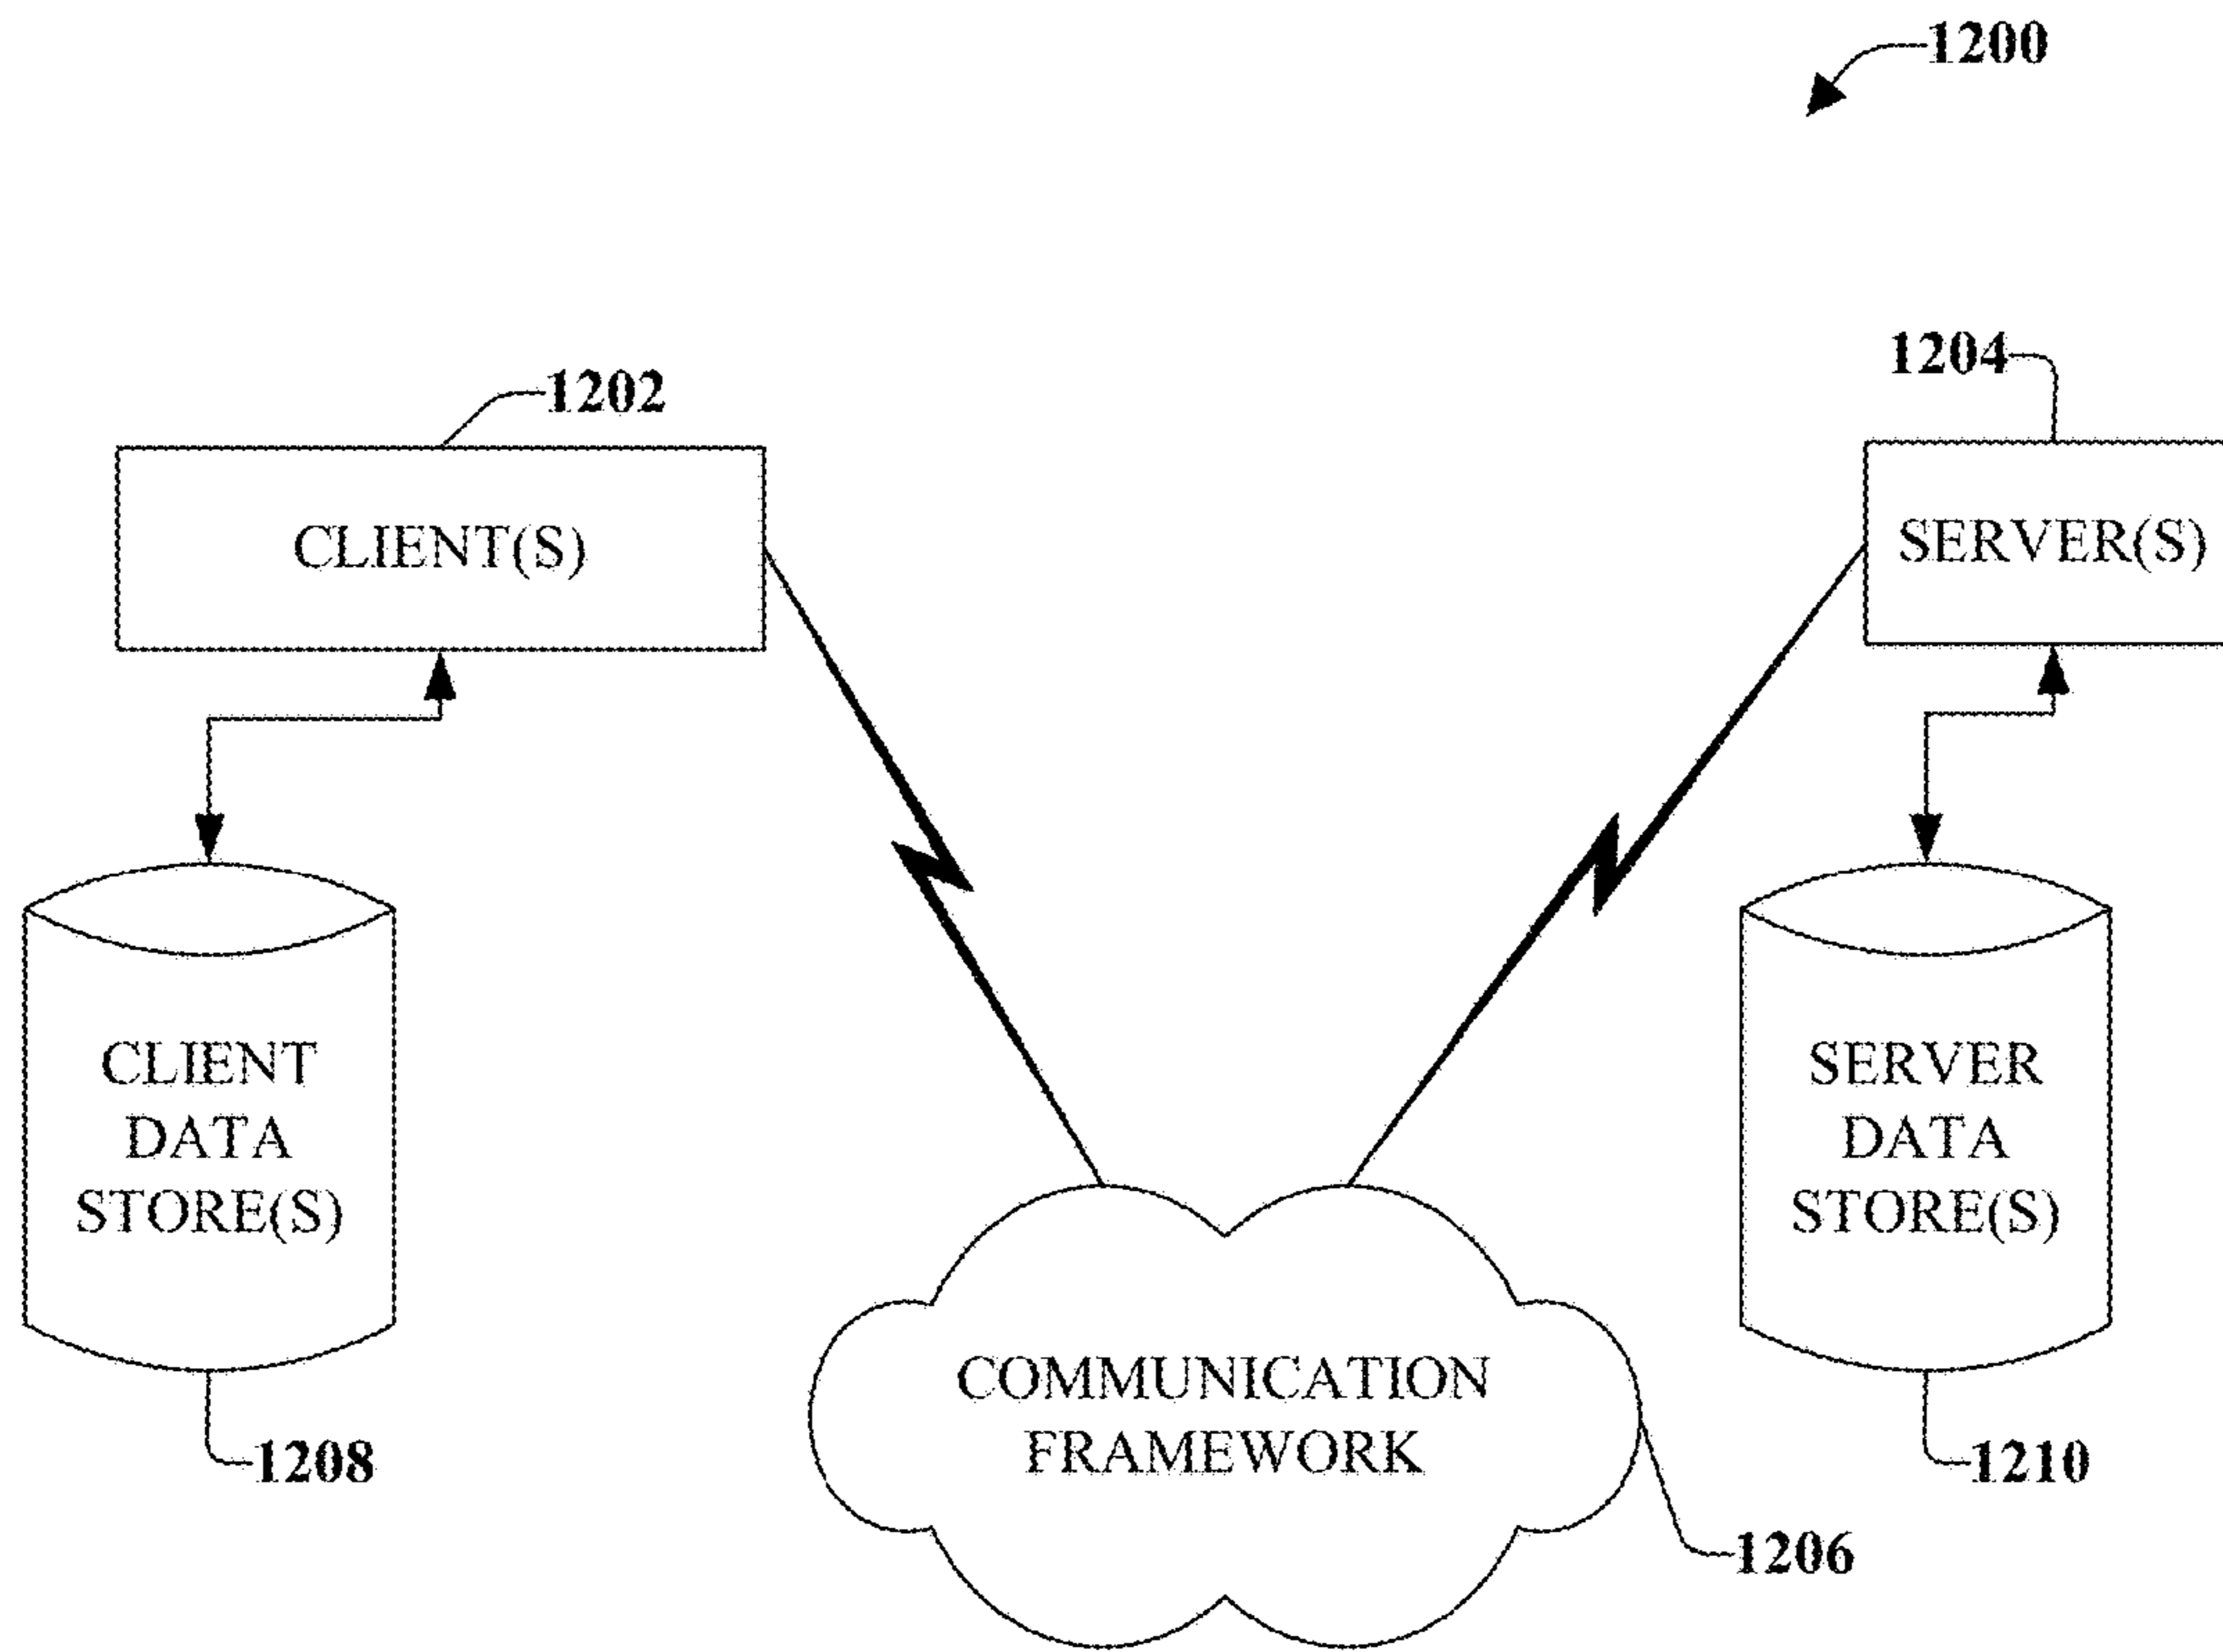 1200
1202
1204
CLIENT(S)
SERVER(S)
CLIENT
DATA
STORE(S)
SERVER
DATA
STORE(S)
COMMUNICATION
FRAMEWORK
1208
1210
1206